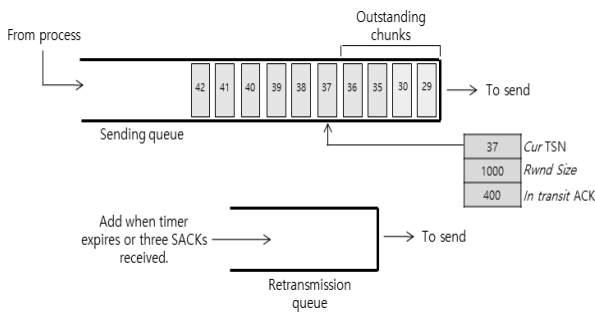 Outstanding
chunks
From process
42 41 40 39 38 37 36 35 30 29
To send
Sending queue
37 Cur TSN
1000 Rwnd Size
400 In transit ACK
Add when timer
expires or three SACKs
received.
To send
Retransmission
queue